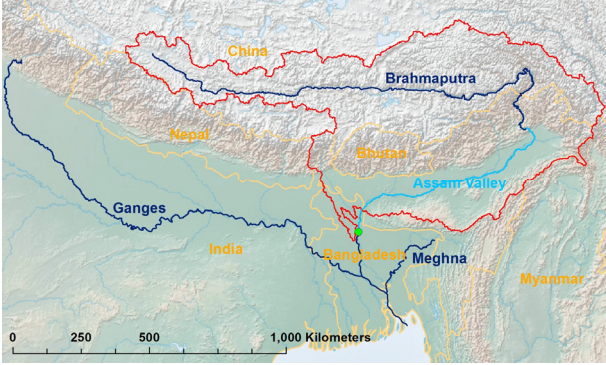 China
Brahmaputra
Nepal
Bhutan
Assam Valley
Ganges
India
Bangladesh
Meghna
Myanmar
0 250 500 1,000 Kilometers